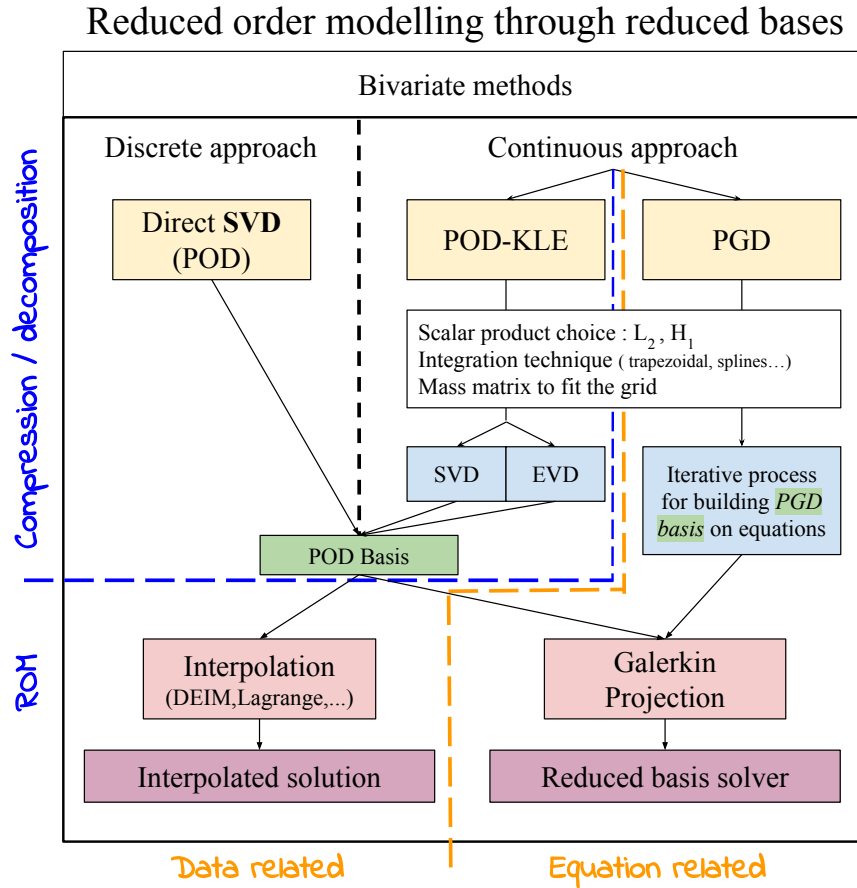 Reduced order modelling through reduced bases
Bivariate methods
Discrete approach
Continuous approach
Direct SVD
(POD)
POD-KLE
PGD
Scalar product choice : L2 , H1
Integration technique ( trapezoidal, splines…)
Mass matrix to fit the grid
SVD
EVD
Iterative process
for building PGD
basis on equations
POD Basis
Compression / decomposition
ROM
Interpolation
(DEIM,Lagrange,...)
Galerkin
Projection
Interpolated solution
Reduced basis solver
Data related
Equation related